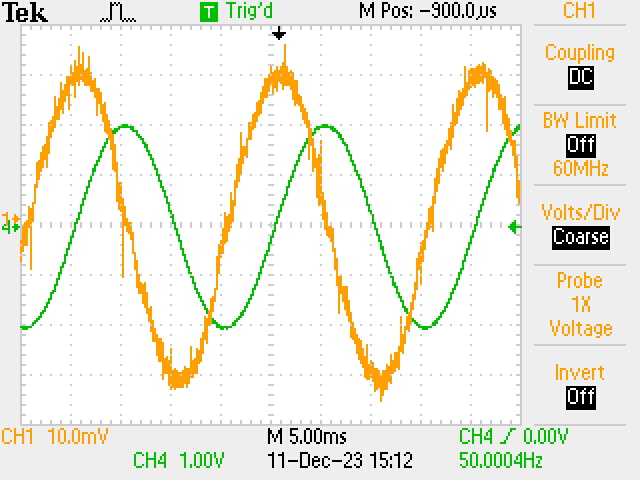 Tek T Trig'd M Pos: -900.0µs CH1
Coupling
DC
BW Limit
Off
60MHz
1
4
Volts/Div
Coarse
Probe
1X
Voltage
Invert
Off
CH1 10.0mV M 5.00ms CH4 0.00V
CH4 1.00V 11-Dec-23 15:12 50.0004Hz